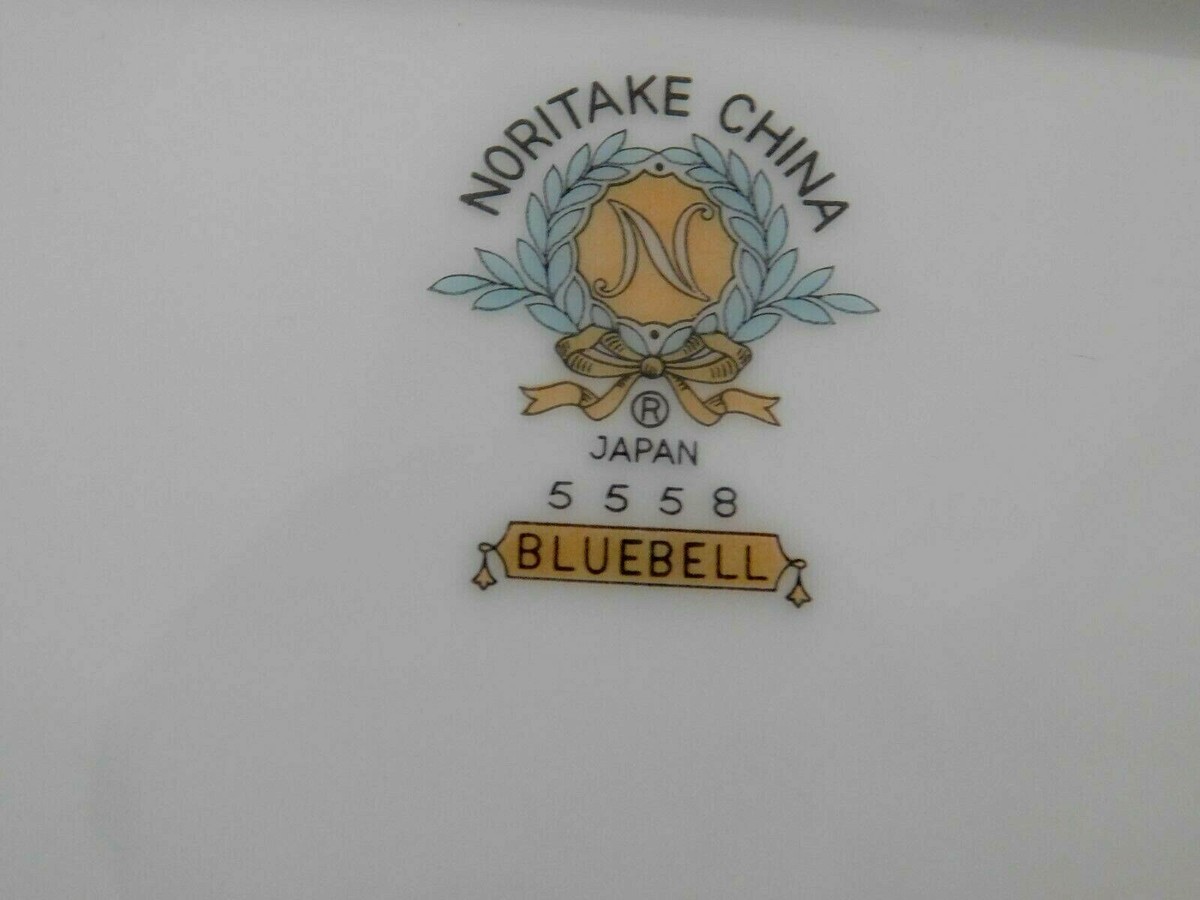 NORITAKE CHINA
N
®
JAPAN
5558
BLUEBELL